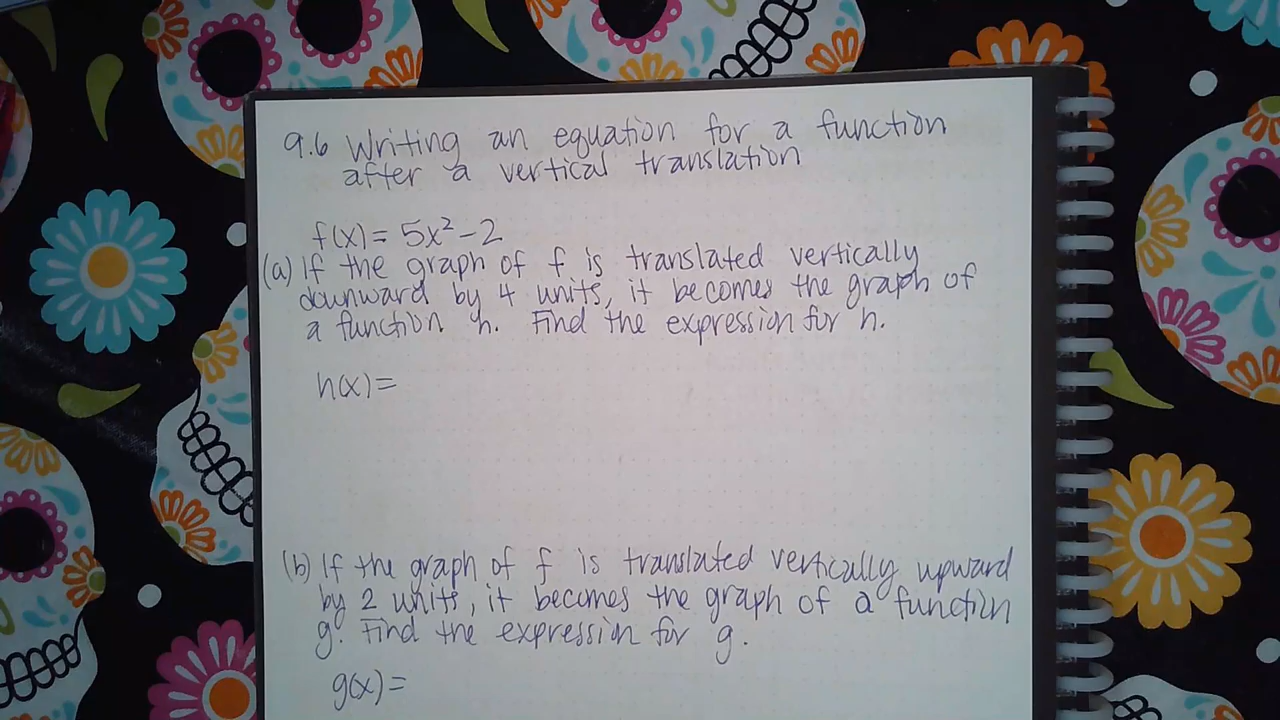 9.6 Writing an equation for a function
after a vertical translation
f(x) = 5x² - 2
(a) If the graph of f is translated vertically
downward by 4 units, it becomes the graph of
a function h. Find the expression for h.
h(x) =
(b) If the graph of f is translated vertically upward
by 2 units, it becomes the graph of a function
g. Find the expression for g.
g(x) =